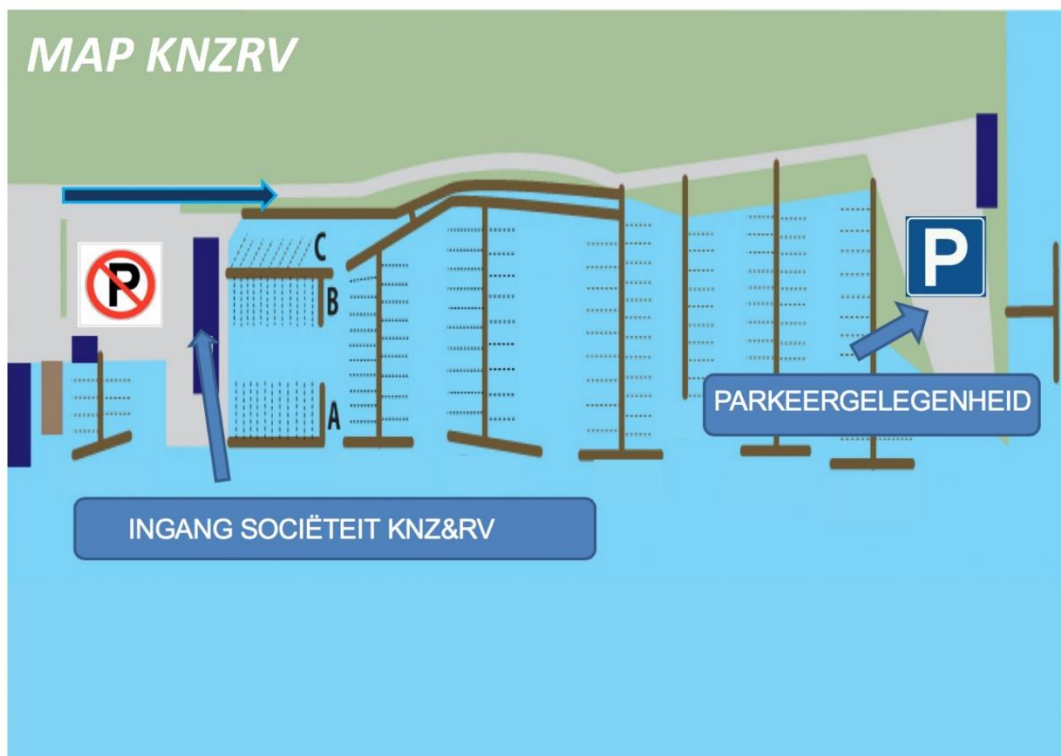 MAP KNZRV
C
B
A
P
P
PARKEERGELEGENHEID
INGANG SOCIËTEIT KNZ&RV